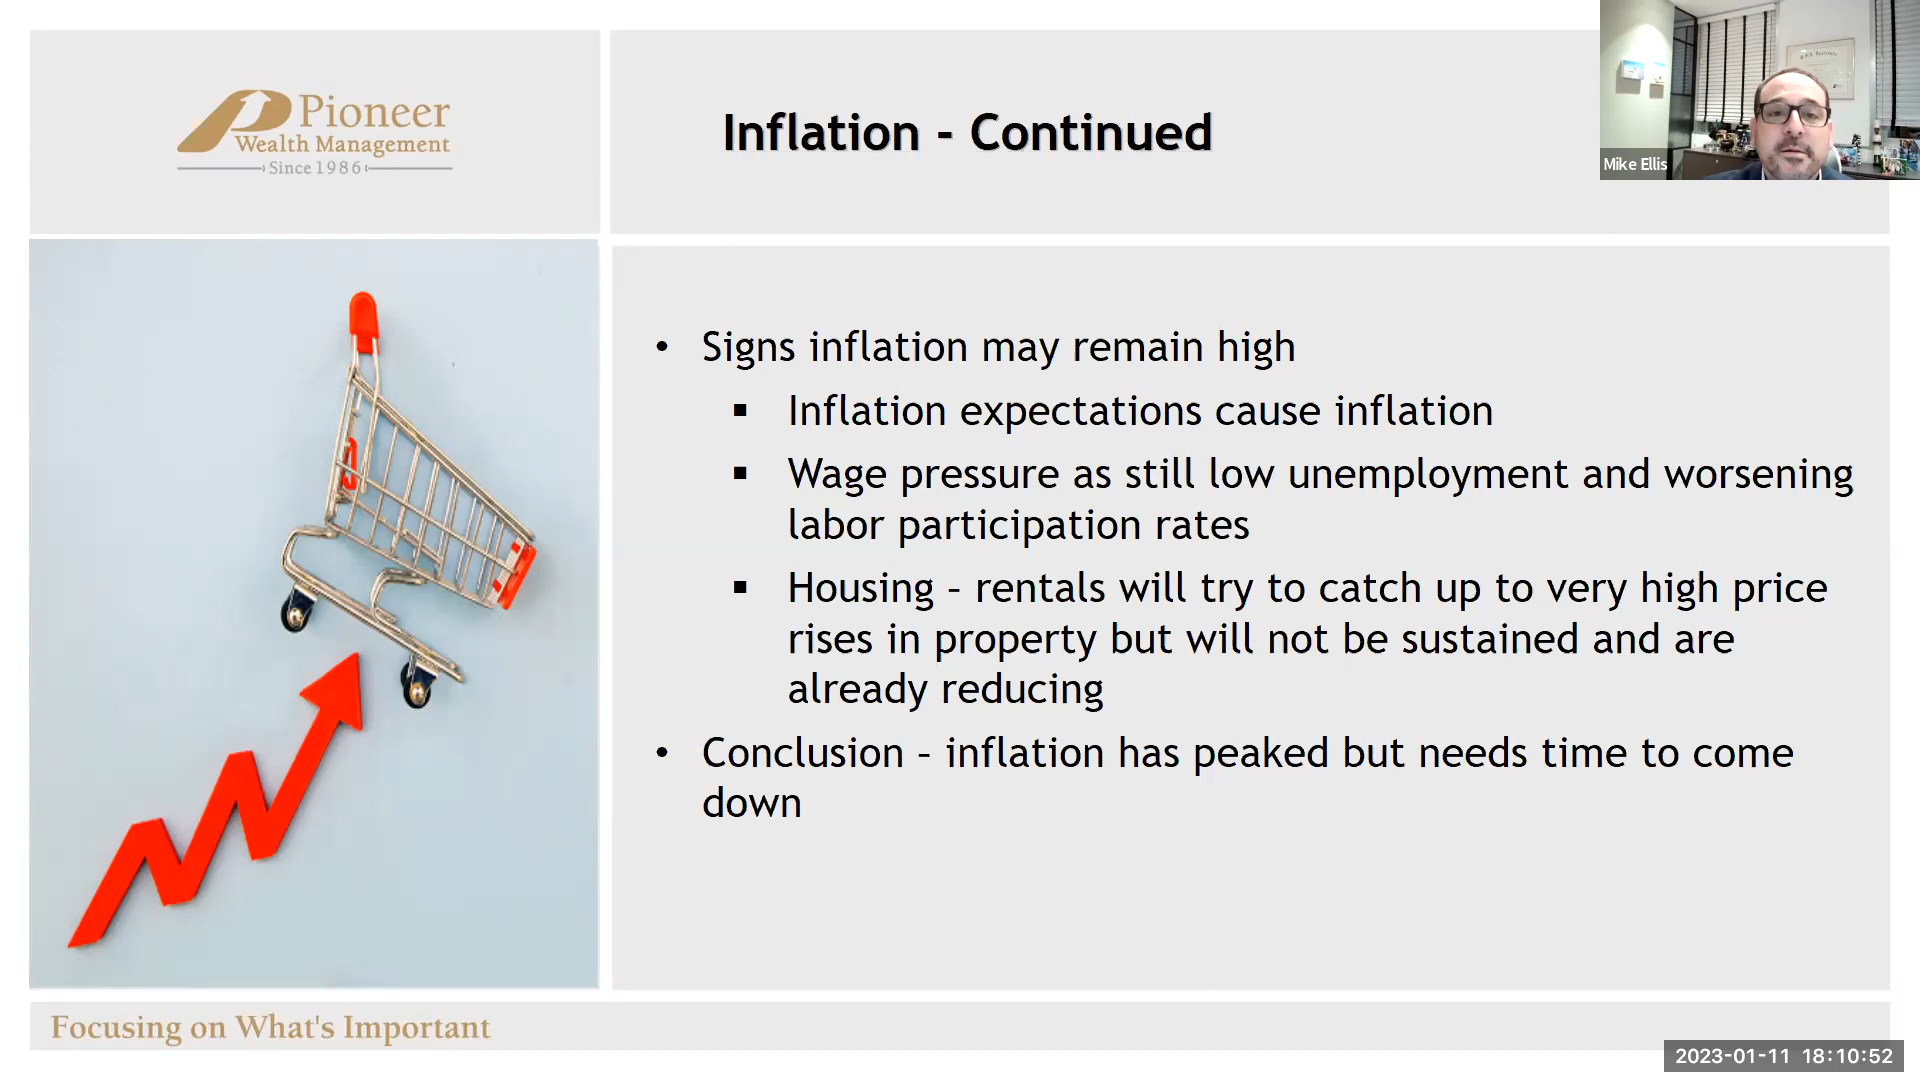 Pioneer
Wealth Management
Since 1986
Inflation - Continued
Mike Ellis
• Signs inflation may remain high
▪ Inflation expectations cause inflation
▪ Wage pressure as still low unemployment and worsening
labor participation rates
▪ Housing – rentals will try to catch up to very high price
rises in property but will not be sustained and are
already reducing
• Conclusion – inflation has peaked but needs time to come
down
Focusing on What's Important
2023-01-11 18:10:52